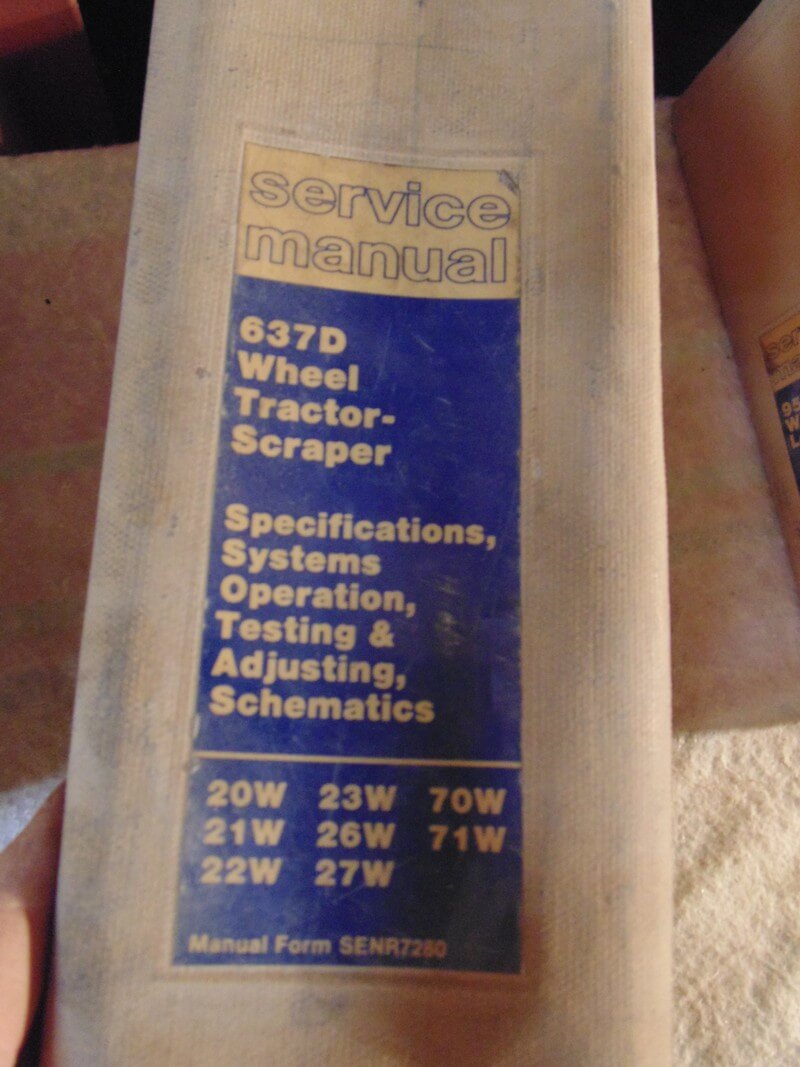 service
manual
637D
Wheel
Tractor-
Scraper
Specifications,
Systems
Operation,
Testing &
Adjusting,
Schematics
20W 23W 70W
21W 26W 71W
22W 27W
Manual Form SENR7280